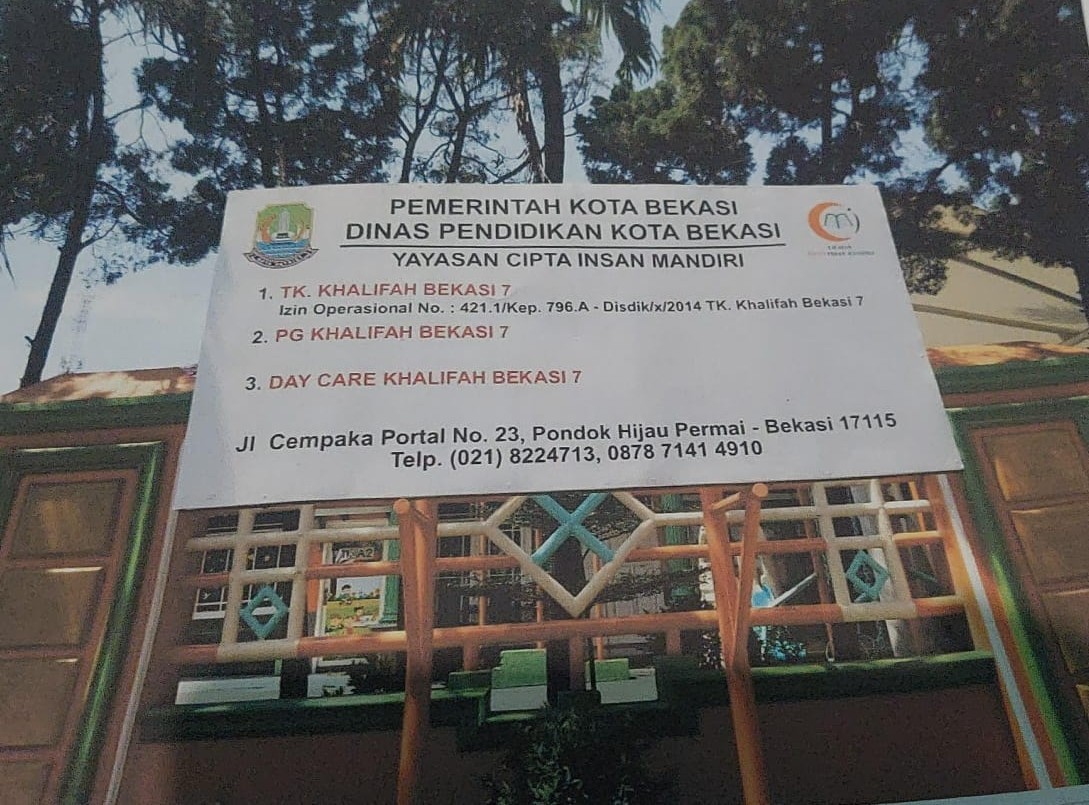 PEMERINTAH KOTA BEKASI
DINAS PENDIDIKAN KOTA BEKASI
YAYASAN CIPTA INSAN MANDIRI
1. TK. KHALIFAH BEKASI 7
Izin Operasional No. : 421.1/Kep. 796.A - Disdik/x/2014 TK. Khalifah Bekasi 7
2. PG KHALIFAH BEKASI 7
3. DAY CARE KHALIFAH BEKASI 7
Jl Cempaka Portal No. 23, Pondok Hijau Permai - Bekasi 17115
Telp. (021) 8224713, 0878 7141 4910